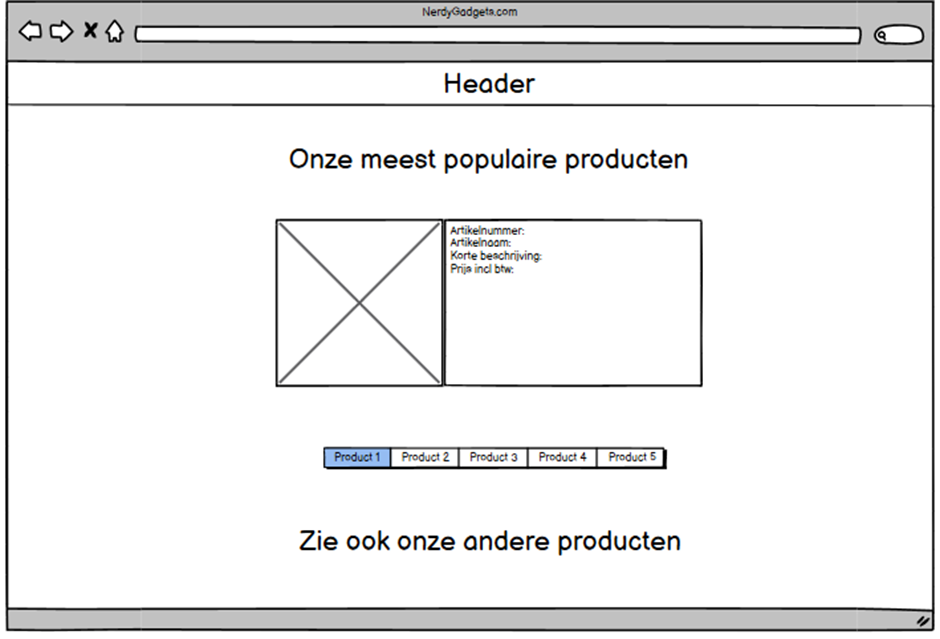 NerdyGadgets.com
Header
Onze meest populaire producten
Artikelnummer:
Artikelnaam:
Korte beschrijving:
Prijs incl btw:
Product 1 Product 2 Product 3 Product 4 Product 5
Zie ook onze andere producten